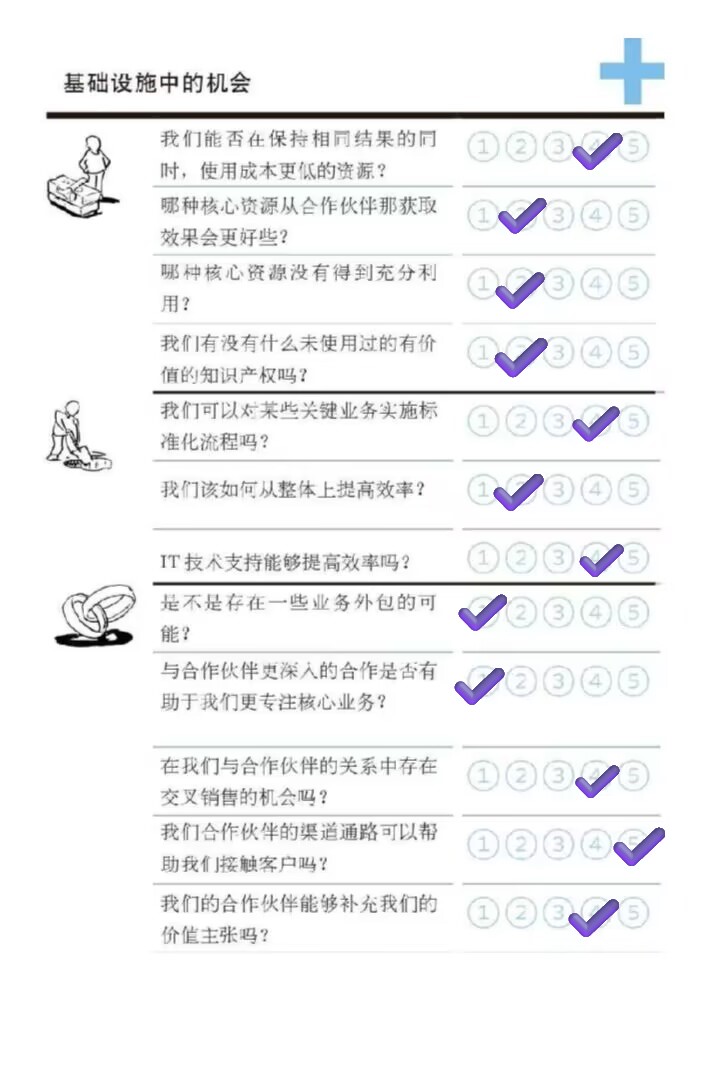 基础设施中的机会
我们能否在保持相同结果的同
时，使用成本更低的资源？
① ② ③ ⑤
哪种核心资源从合作伙伴那获取
效果会更好些？
① ③ ④ ⑤
哪种核心资源没有得到充分利
用？
① ③ ④ ⑤
我们有没有什么未使用过的有价
值的知识产权吗？
① ③ ④ ⑤
我们可以对某些关键业务实施标
准化流程吗？
① ② ③ ⑤
我们该如何从整体上提高效率？
① ③ ④ ⑤
IT 技术支持能够提高效率吗？
① ② ③ ⑤
是不是存在一些业务外包的可
能？
② ③ ④ ⑤
与合作伙伴更深入的合作是否有
助于我们更专注核心业务？
② ③ ④ ⑤
在我们与合作伙伴的关系中存在
交叉销售的机会吗？
① ② ③ ⑤
我们合作伙伴的渠道通路可以帮
助我们接触客户吗？
① ② ③ ④
我们的合作伙伴能够补充我们的
价值主张吗？
① ② ③ ⑤